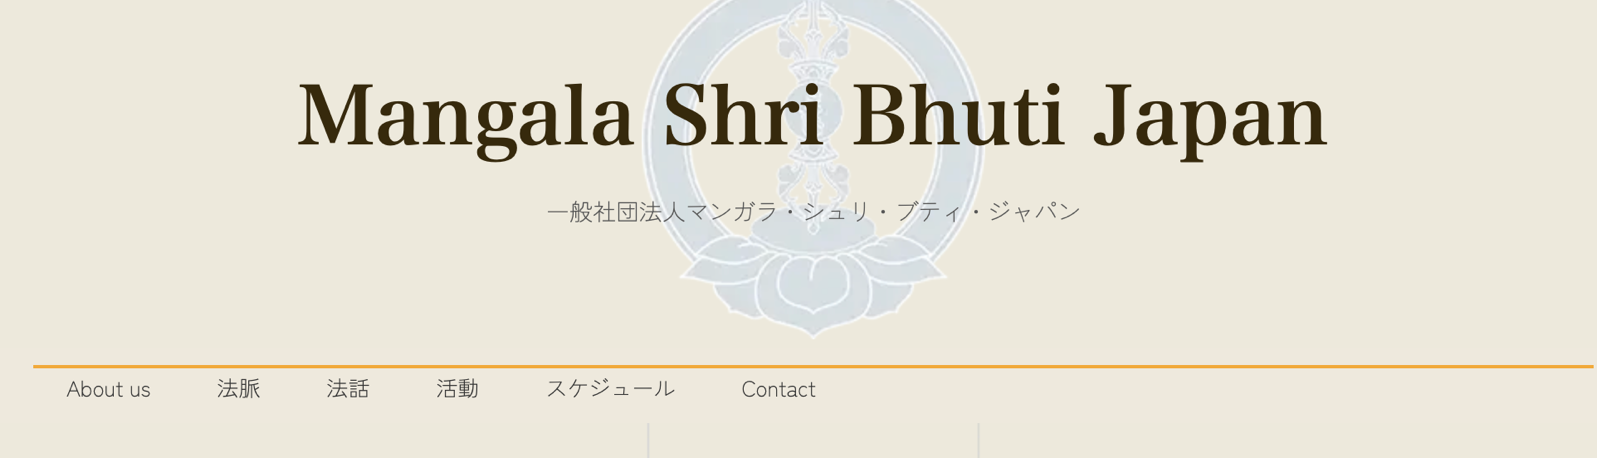 Mangala Shri Bhuti Japan
一般社団法人マンガラ・シュリ・ブティ・ジャパン
About us 法脈 法話 活動 スケジュール Contact